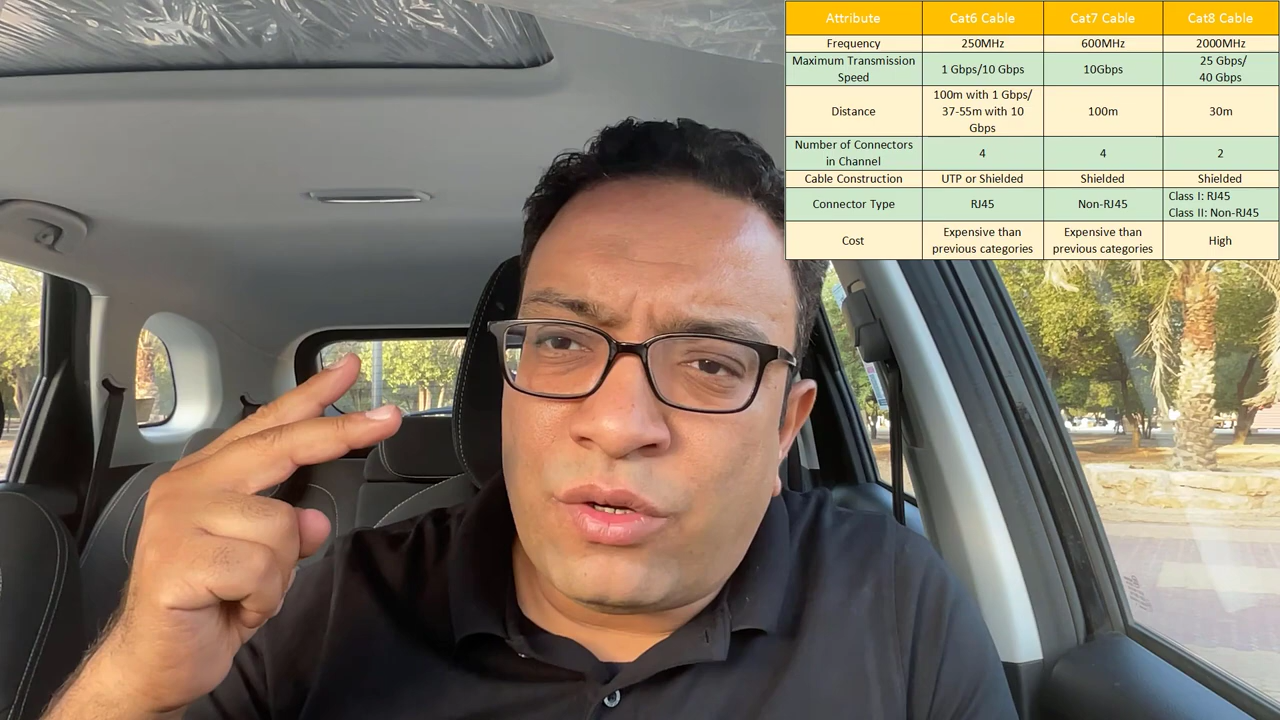 Attribute Cat6 Cable Cat7 Cable Cat8 Cable
Frequency 250MHz 600MHz 2000MHz
Maximum Transmission Speed 1 Gbps/10 Gbps 10Gbps 25 Gbps/ 40 Gbps
Distance 100m with 1 Gbps/ 37-55m with 10 Gbps 100m 30m
Number of Connectors in Channel 4 4 2
Cable Construction UTP or Shielded Shielded Shielded
Connector Type RJ45 Non-RJ45 Class I: RJ45 Class II: Non-RJ45
Cost Expensive than previous categories Expensive than previous categories High